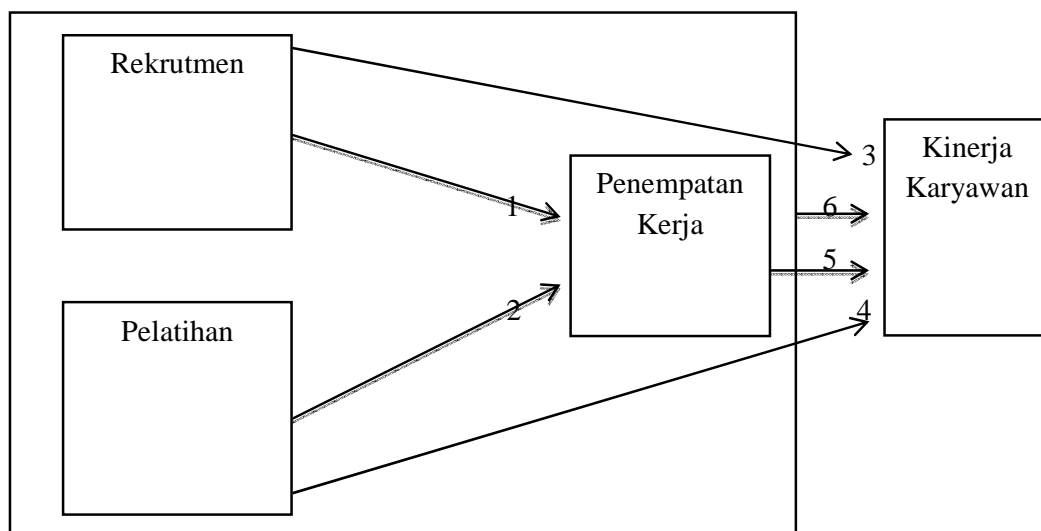 Rekrutmen
3
Kinerja
Karyawan
Penempatan
Kerja
1
6
5
2
4
Pelatihan